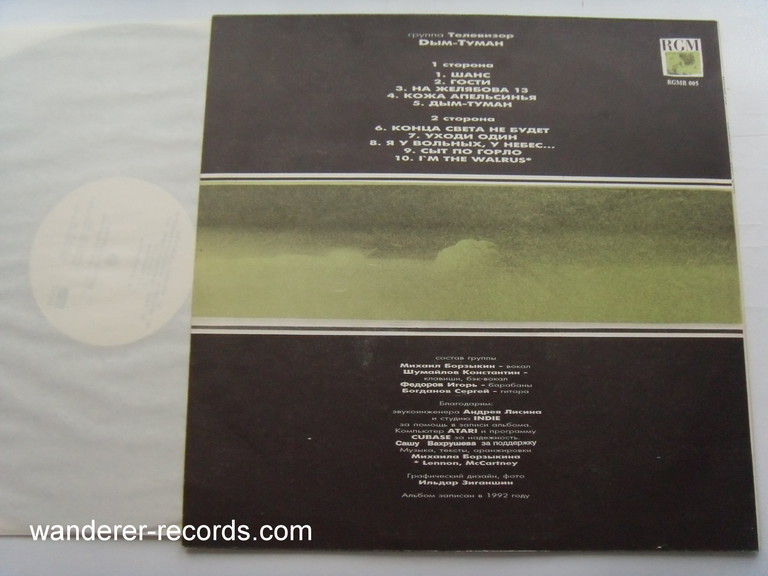 группа Телевизор
Дым-Туман
1 сторона
1. ШАНС
2. ГОСТИ
3. НА ЖЕЛЯБОВА 13
4. КОЖА АПЕЛЬСИНЬЯ
5. ДЫМ-ТУМАН
2 сторона
6. КОНЦА СВЕТА НЕ БУДЕТ
7. УХОДИ ОДИН
8. Я У ВОЛЬНЫХ, У НЕБЕС...
9. СЫТ ПО ГОРЛО
10. I'M THE WALRUS*
RGM
RGMR 005
состав группы
Михаил Борзыкин - вокал
Шумайлов Константин -
клавиши, бэк-вокал
Федоров Игорь - барабаны
Богданов Сергей - гитара
Благодарны:
звукоинженера Андрея Лисина
и студию INDIE
за помощь в записи альбома.
Компьютер ATARI и программу
CUBASE за надежность.
Сашу Вахрушева за поддержку
Музыка, тексты, аранжировка
Михаила Борзыкина
* Lennon, McCartney
Графический дизайн, фото
Ильдар Зиганшин
Альбом записан в 1992 году
wanderer-records.com